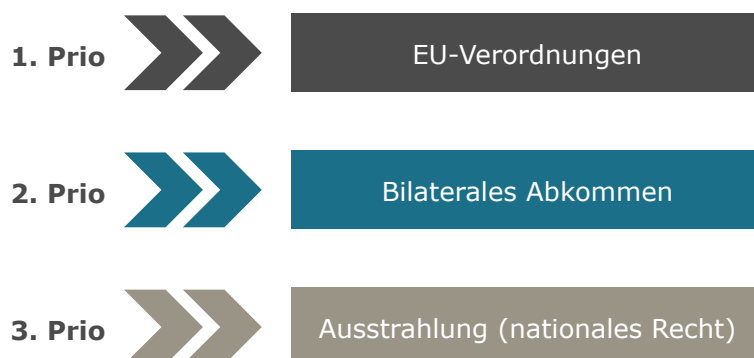 1. Prio EU-Verordnungen
2. Prio Bilaterales Abkommen
3. Prio Ausstrahlung (nationales Recht)